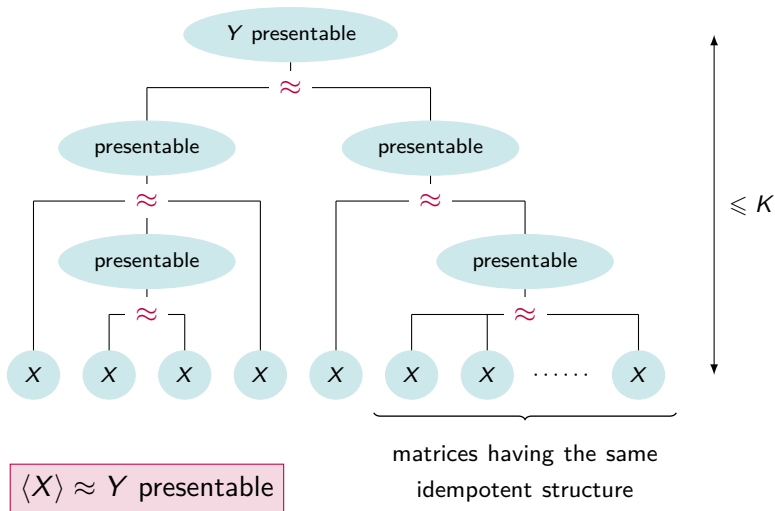 Y presentable
≈
presentable
presentable
≈
≈
⩽ K
presentable
presentable
≈
≈
X
X
X
X
X
X
X
⋯⋯
X
matrices having the same
idempotent structure
⟨X⟩ ≈ Y presentable